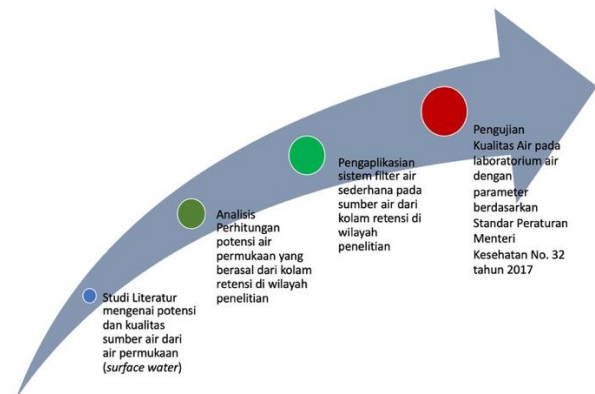 Studi Literatur
mengenai potensi
dan kualitas
sumber air dari
air permukaan
(surface water)
Analisis
Perhitungan
potensi air
permukaan yang
berasal dari kolam
retensi di wilayah
penelitian
Pengaplikasian
sistem filter air
sederhana pada
sumber air dari
kolam retensi di
wilayah
penelitian
Pengujian
Kualitas Air pada
laboratorium air
dengan
parameter
berdasarkan
Standar Peraturan
Menteri
Kesehatan No. 32
tahun 2017